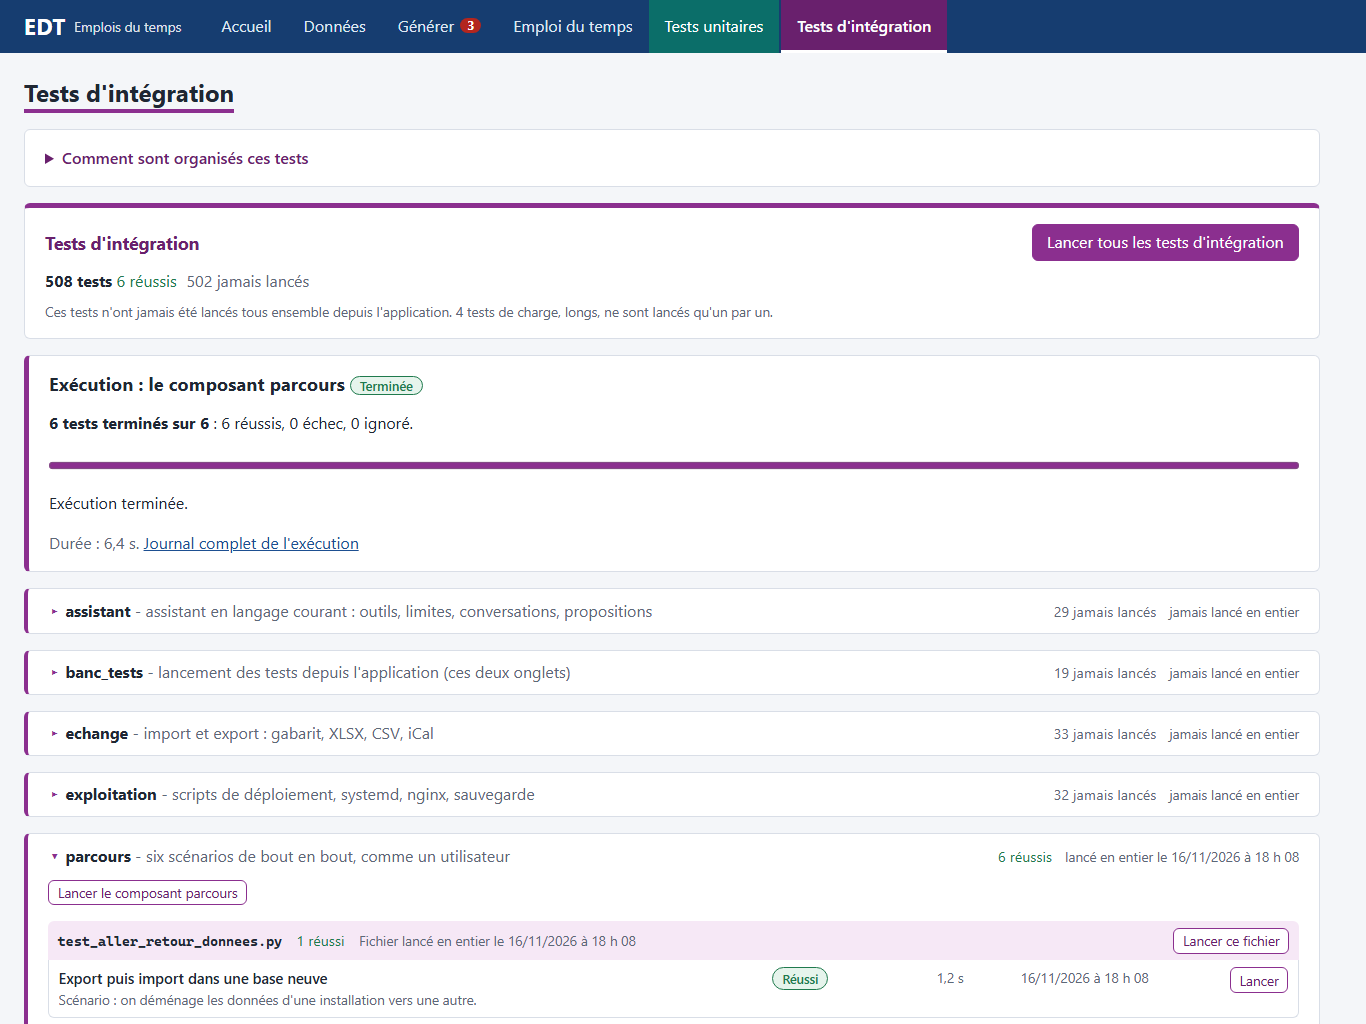 EDT Emplois du temps Accueil Données Générer 3 Emploi du temps Tests unitaires Tests d'intégration
Tests d'intégration
Comment sont organisés ces tests
Tests d'intégration Lancer tous les tests d'intégration
508 tests 6 réussis 502 jamais lancés
Ces tests n'ont jamais été lancés tous ensemble depuis l'application. 4 tests de charge, longs, ne sont lancés qu'un par un.
Exécution : le composant parcours Terminée
6 tests terminés sur 6 : 6 réussis, 0 échec, 0 ignoré.
Exécution terminée.
Durée : 6,4 s. Journal complet de l'exécution
assistant - assistant en langage courant : outils, limites, conversations, propositions 29 jamais lancés jamais lancé en entier
banc_tests - lancement des tests depuis l'application (ces deux onglets) 19 jamais lancés jamais lancé en entier
echange - import et export : gabarit, XLSX, CSV, iCal 33 jamais lancés jamais lancé en entier
exploitation - scripts de déploiement, systemd, nginx, sauvegarde 32 jamais lancés jamais lancé en entier
parcours - six scénarios de bout en bout, comme un utilisateur 6 réussis lancé en entier le 16/11/2026 à 18 h 08
Lancer le composant parcours
test_aller_retour_donnees.py 1 réussi Fichier lancé en entier le 16/11/2026 à 18 h 08 Lancer ce fichier
Export puis import dans une base neuve Réussi 1,2 s 16/11/2026 à 18 h 08 Lancer
Scénario : on déménage les données d'une installation vers une autre.